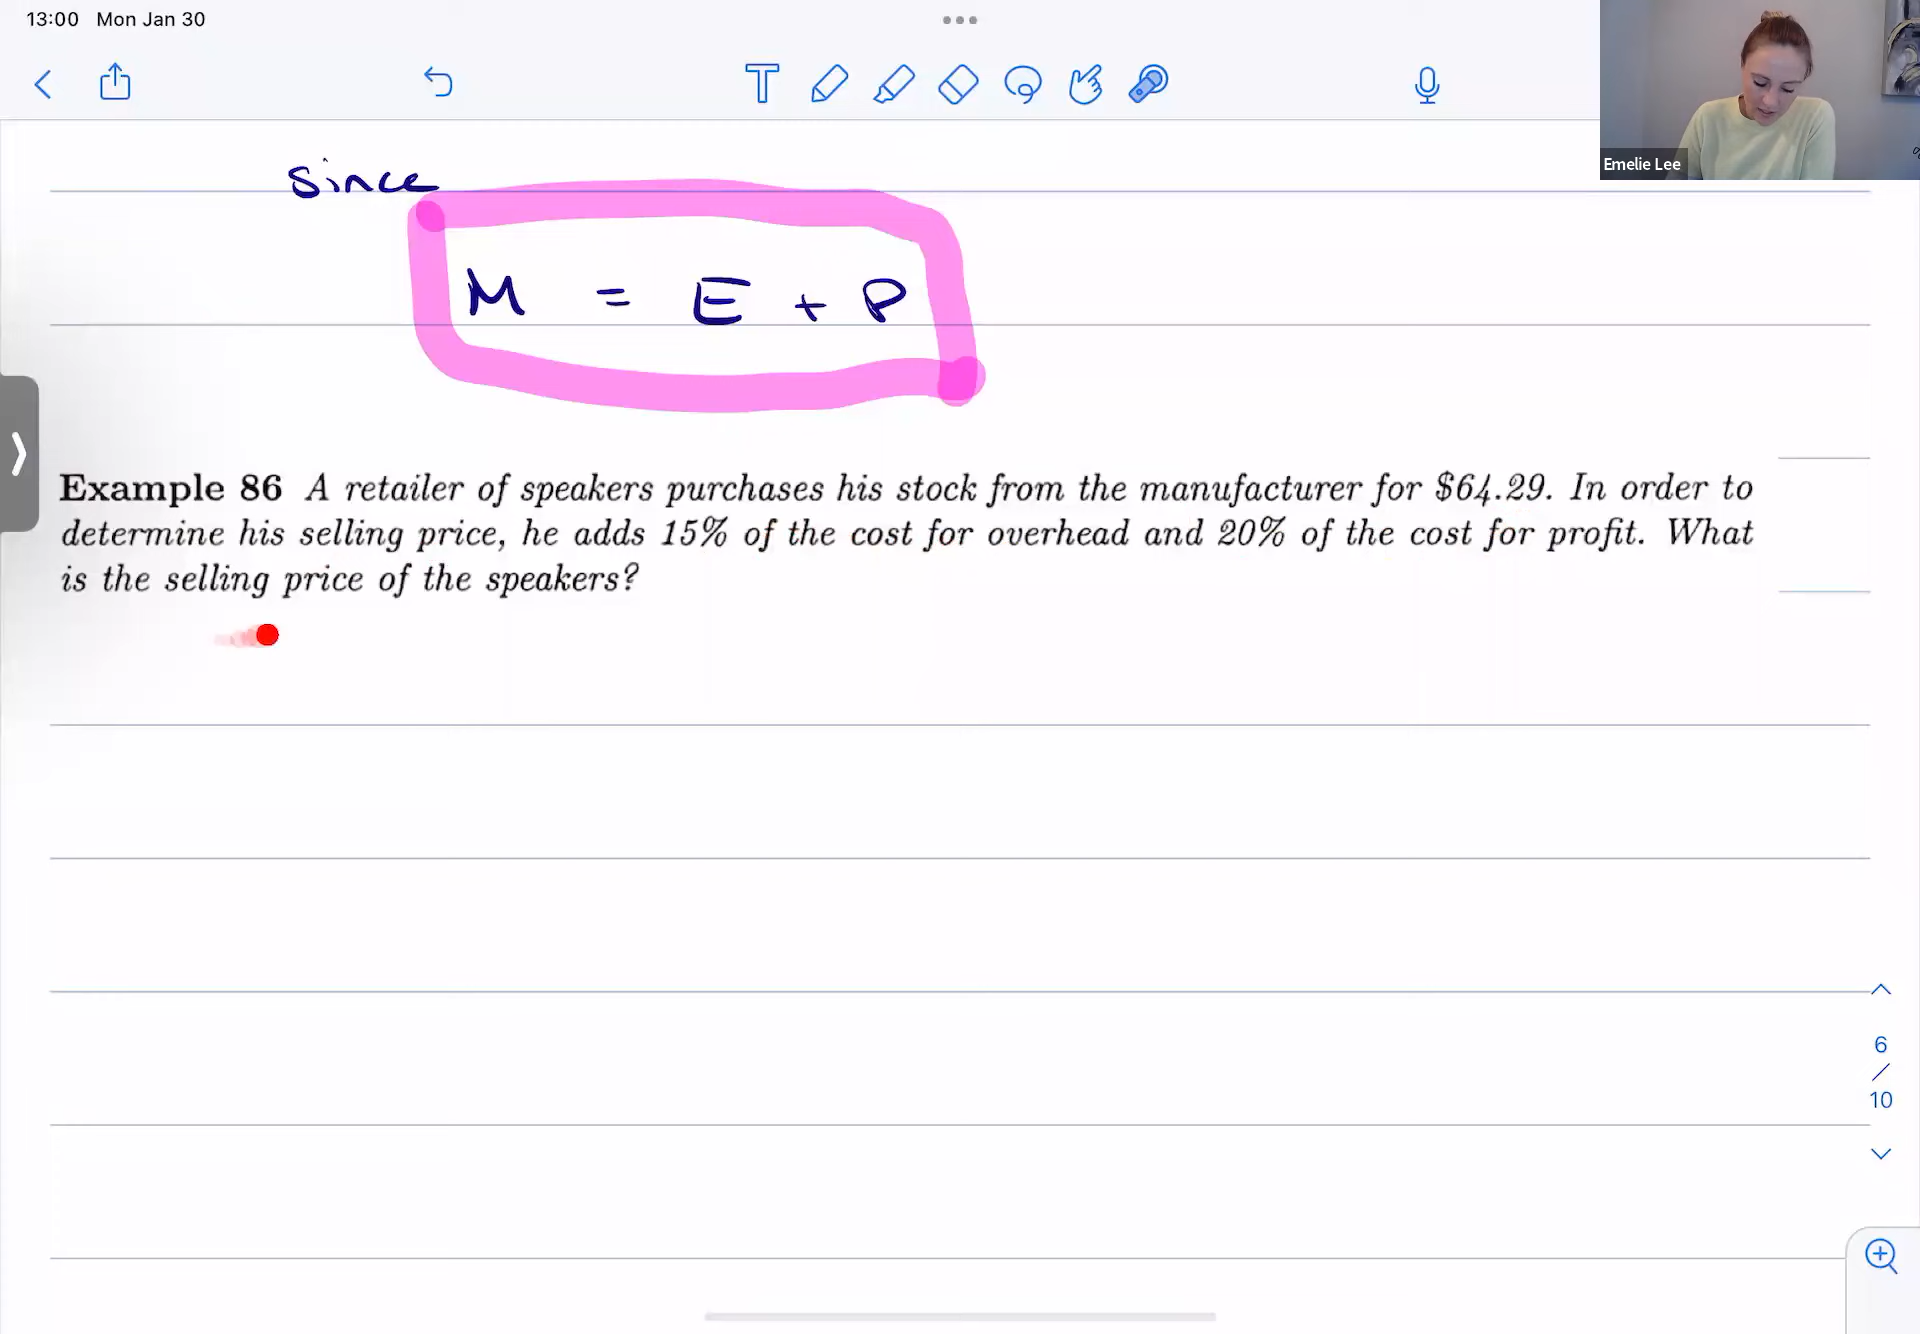 13:00 Mon Jan 30
T
Emelie Lee
since
M = E + P
Example 86 A retailer of speakers purchases his stock from the manufacturer for $64.29. In order to
determine his selling price, he adds 15% of the cost for overhead and 20% of the cost for profit. What
is the selling price of the speakers?
6
/
10